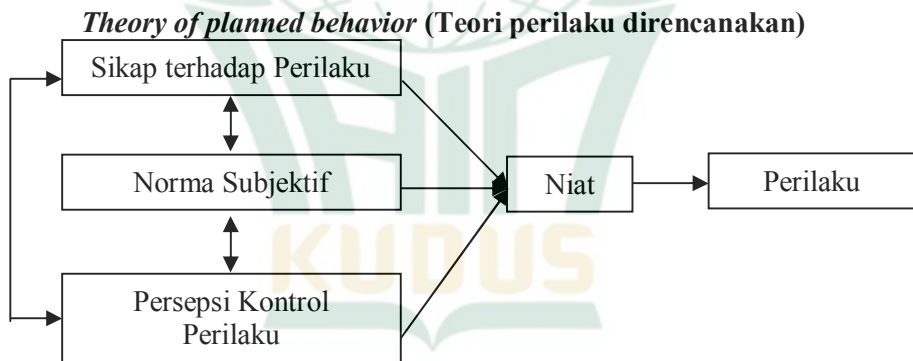 Theory of planned behavior (Teori perilaku direncanakan)
Sikap terhadap Perilaku
Norma Subjektif
Niat
Perilaku
Persepsi Kontrol
Perilaku
KUDUS